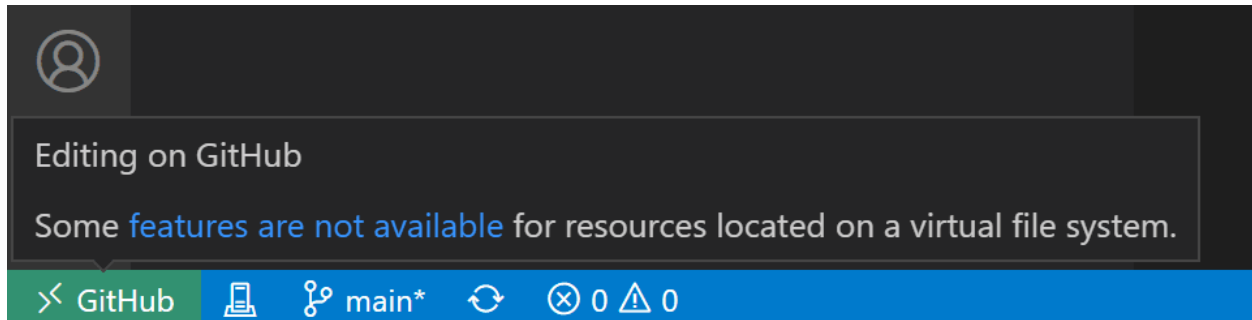 Editing on GitHub
Some features are not available for resources located on a virtual file system.
GitHub main* 0 0